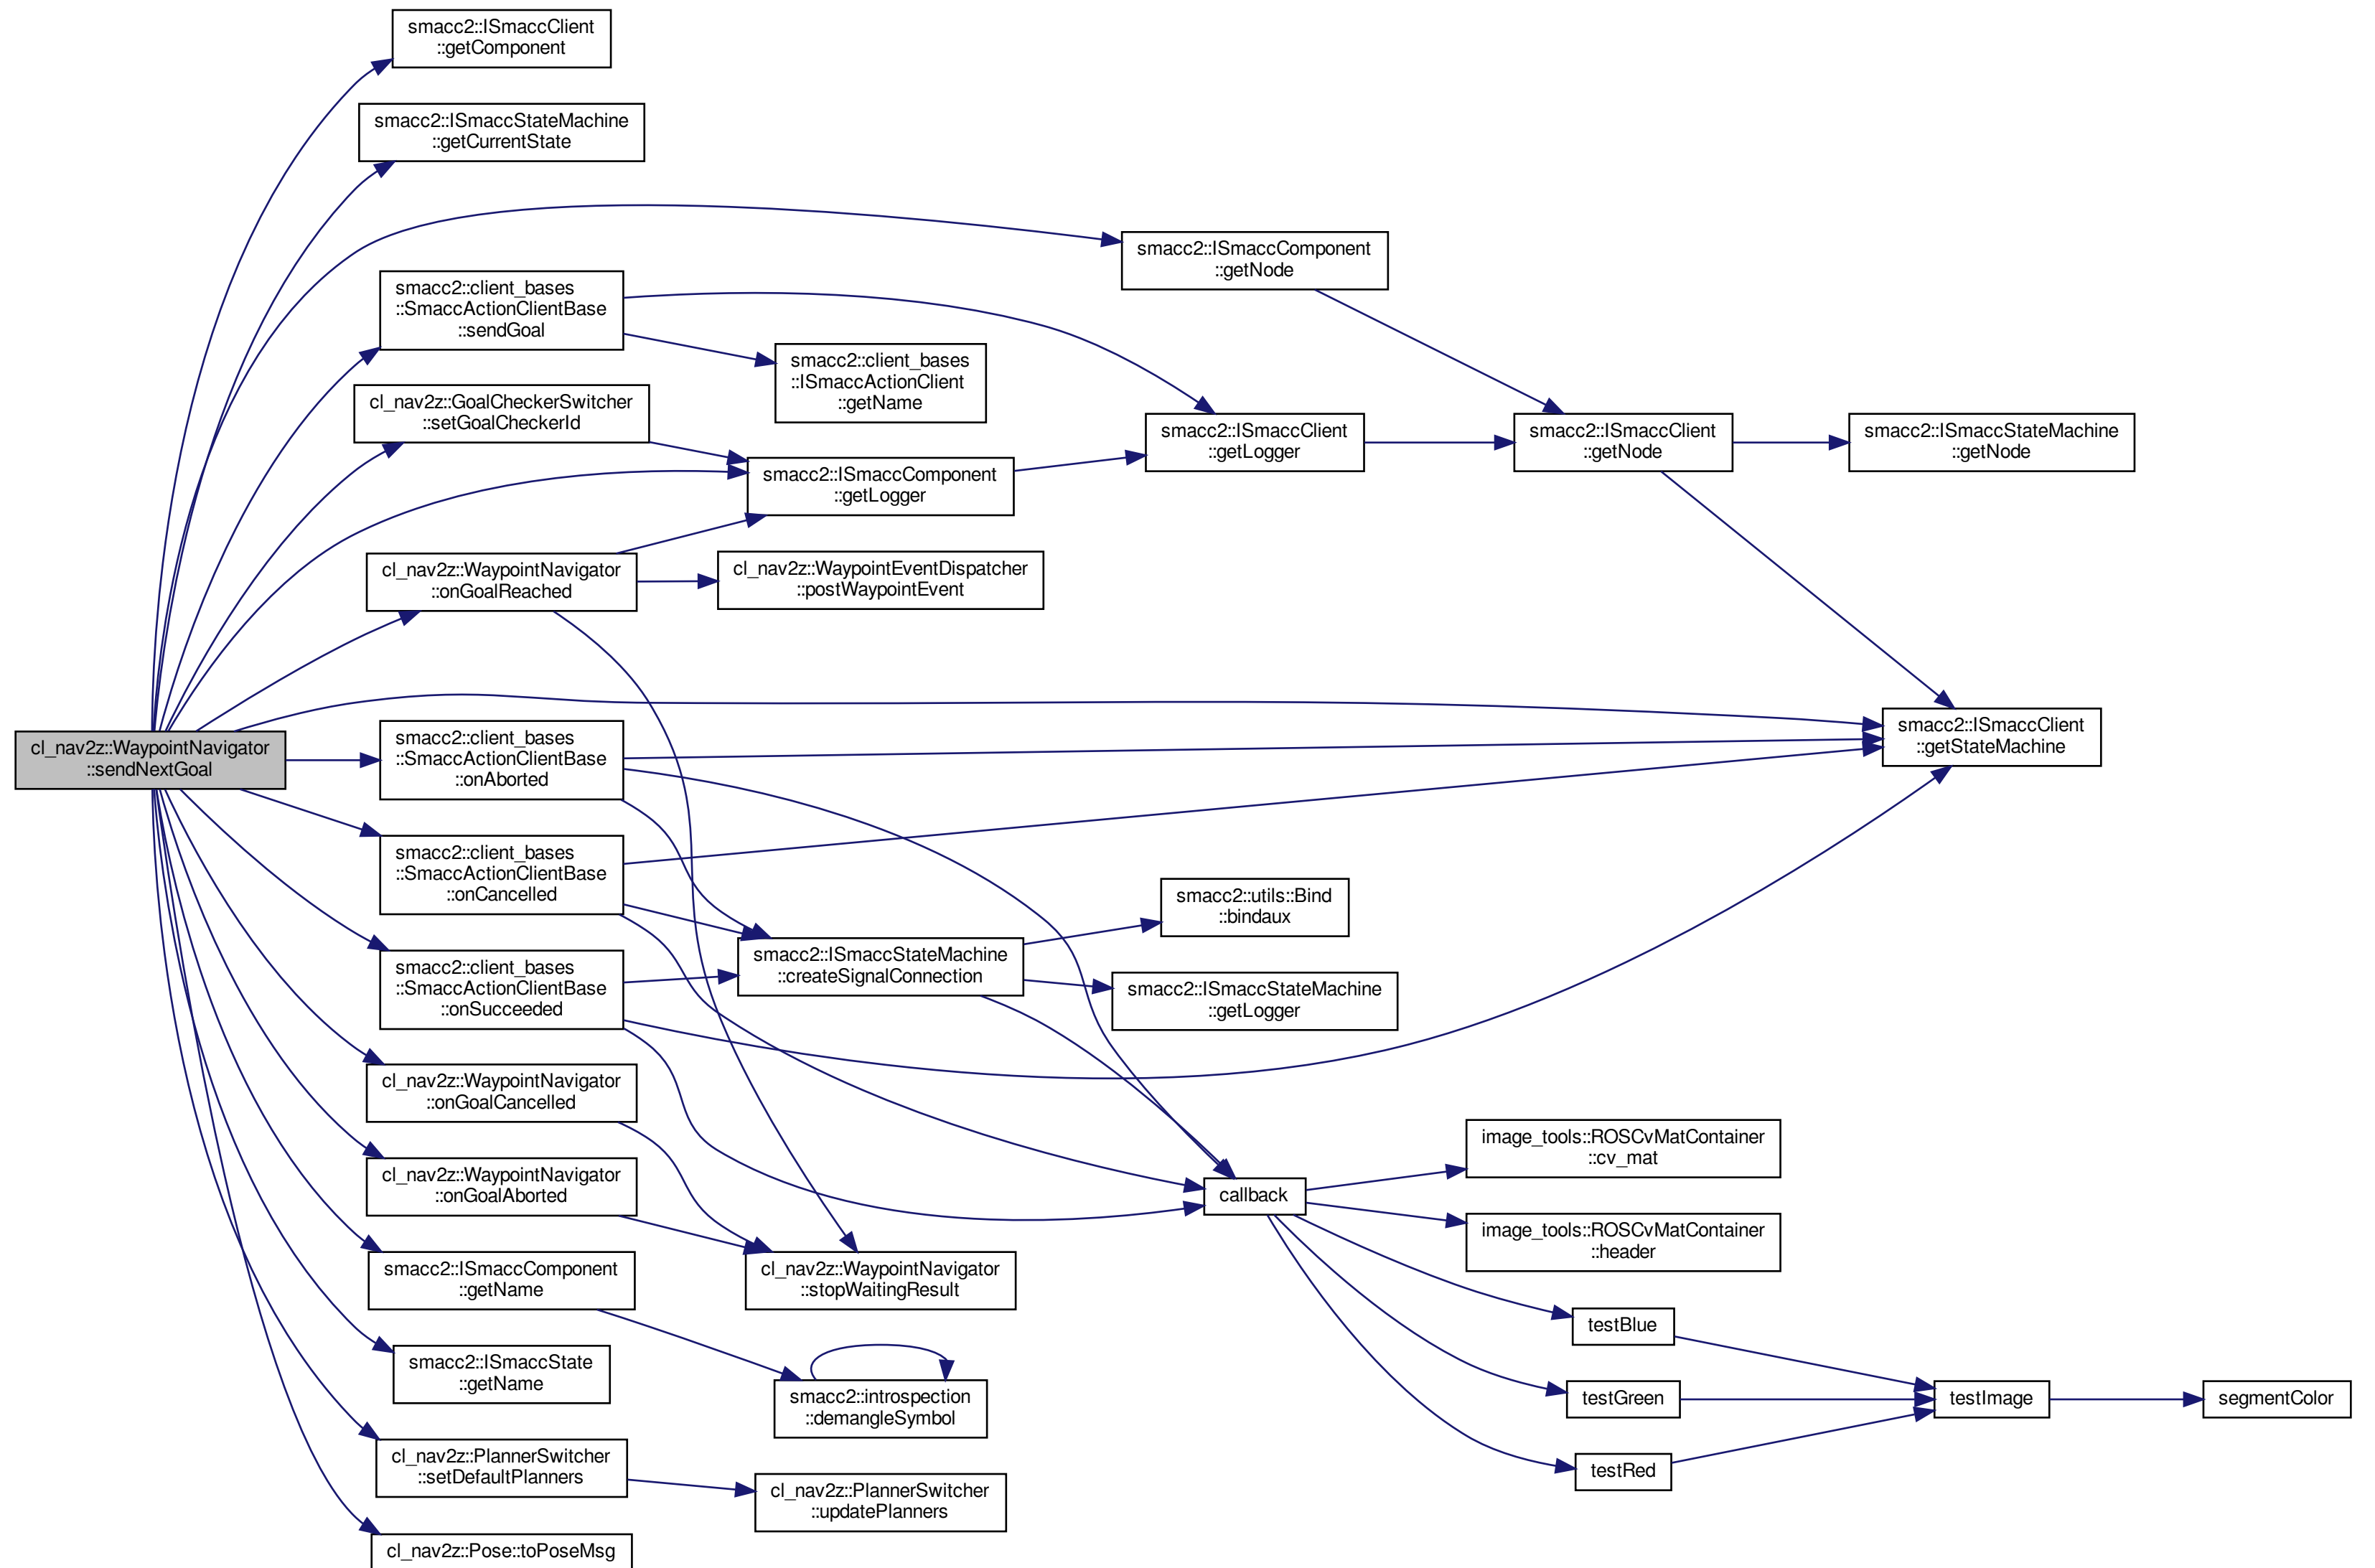 smacc2::ISmaccClient
::getComponent
smacc2::ISmaccStateMachine
::getCurrentState
smacc2::ISmaccComponent
::getNode
smacc2::client_bases
::SmaccActionClientBase
::sendGoal
smacc2::client_bases
::ISmaccActionClient
::getName
cl_nav2z::GoalCheckerSwitcher
::setGoalCheckerId
smacc2::ISmaccClient
::getLogger
smacc2::ISmaccClient
::getNode
smacc2::ISmaccStateMachine
::getNode
smacc2::ISmaccComponent
::getLogger
cl_nav2z::WaypointNavigator
::onGoalReached
cl_nav2z::WaypointEventDispatcher
::postWaypointEvent
cl_nav2z::WaypointNavigator
::sendNextGoal
smacc2::client_bases
::SmaccActionClientBase
::onAborted
smacc2::ISmaccClient
::getStateMachine
smacc2::client_bases
::SmaccActionClientBase
::onCancelled
smacc2::utils::Bind
::bindaux
smacc2::client_bases
::SmaccActionClientBase
::onSucceeded
smacc2::ISmaccStateMachine
::createSignalConnection
smacc2::ISmaccStateMachine
::getLogger
cl_nav2z::WaypointNavigator
::onGoalCancelled
image_tools::ROSCvMatContainer
::cv_mat
cl_nav2z::WaypointNavigator
::onGoalAborted
callback
image_tools::ROSCvMatContainer
::header
smacc2::ISmaccComponent
::getName
cl_nav2z::WaypointNavigator
::stopWaitingResult
testBlue
smacc2::ISmaccState
::getName
smacc2::introspection
::demangleSymbol
testGreen
testImage
segmentColor
cl_nav2z::PlannerSwitcher
::setDefaultPlanners
testRed
cl_nav2z::PlannerSwitcher
::updatePlanners
cl_nav2z::Pose::toPoseMsg